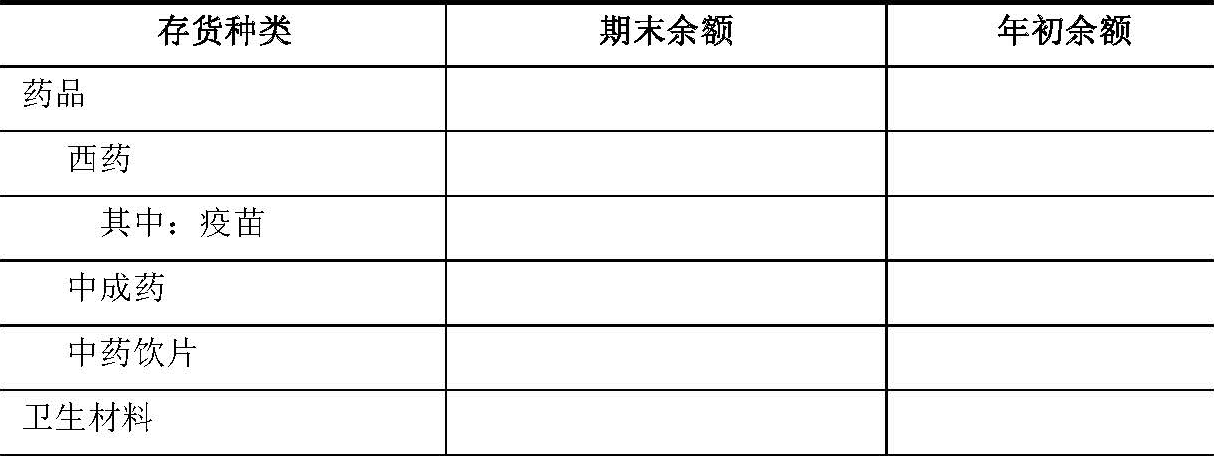 存货种类 期末余额 年初余额
药品
西药
其中：疫苗
中成药
中药饮片
卫生材料